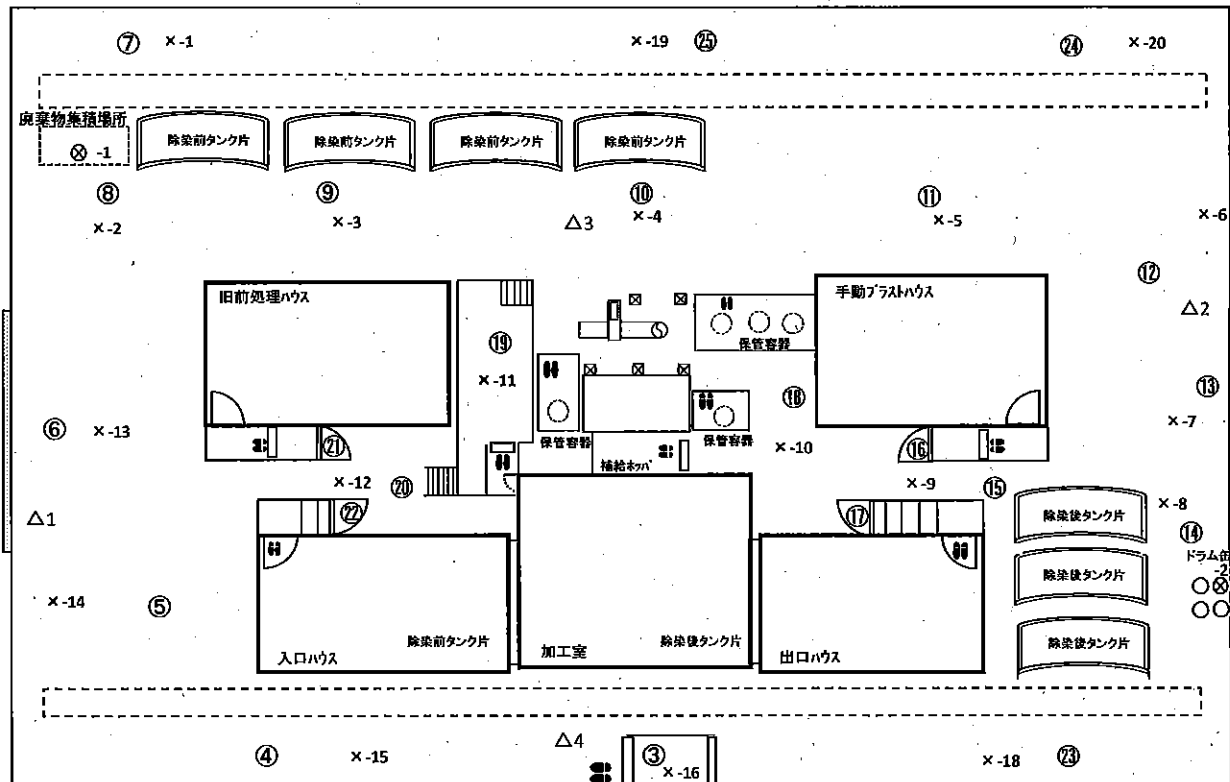 ⑦ ×-1 ×-19 ㉕ ㉔ ×-20
廃棄物集積場所
⊗ -1
除染前タンク片 除染前タンク片 除染前タンク片 除染前タンク片
⑧ ⑨ ⑩ ⑪
×-2 ×-3 △3 ×-4 ×-5 ×-6
⑫
旧前処理ハウス
手動ブラストハウス
△2
保管容器
⑲
×-11
⑱
⑬
×-7
⑥ ×-13
㉑
保管容器
補給ホッパ
保管容器
×-10
⑯
×-12 ⑳
×-9 ⑮
×-8
△1
㉒
⑰
除染後タンク片
⑭
ドラム缶
-2
除染後タンク片
×-14 ⑤
除染前タンク片
除染後タンク片
除染後タンク片
入口ハウス
加工室
出口ハウス
④ ×-15 △4 ③ ×-16 ×-18 ㉓